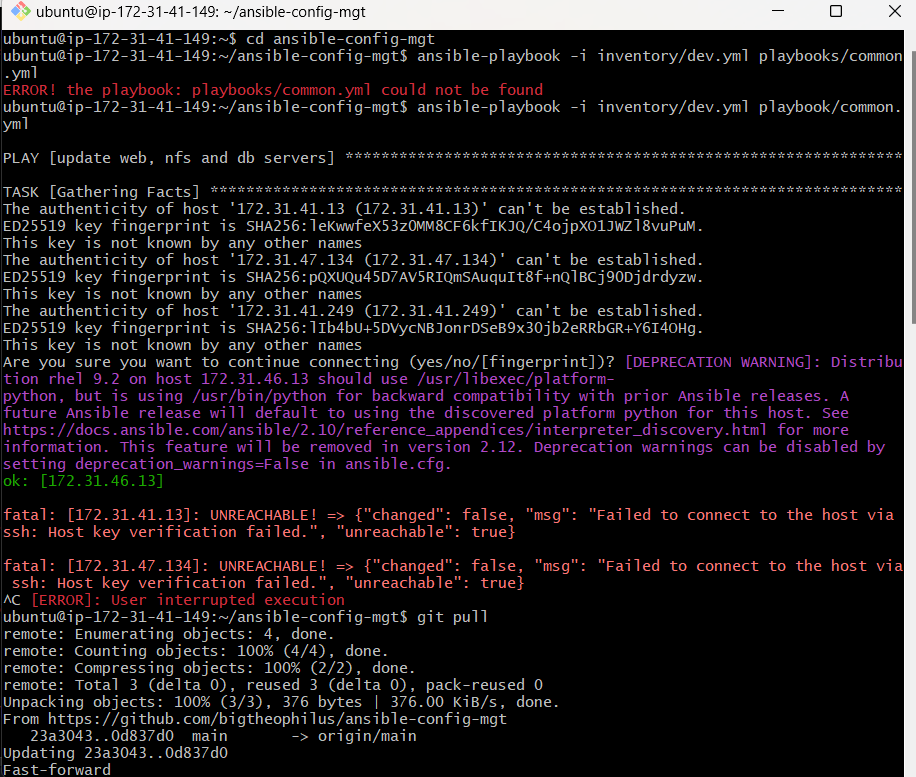 ubuntu@ip-172-31-41-149: ~/ansible-config-mgt
ubuntu@ip-172-31-41-149:~$ cd ansible-config-mgt
ubuntu@ip-172-31-41-149:~/ansible-config-mgt$ ansible-playbook -i inventory/dev.yml playbooks/common
.yml
ERROR! the playbook: playbooks/common.yml could not be found
ubuntu@ip-172-31-41-149:~/ansible-config-mgt$ ansible-playbook -i inventory/dev.yml playbook/common.
yml
PLAY [update web, nfs and db servers] **************************************************************
TASK [Gathering Facts] *****************************************************************************
The authenticity of host '172.31.41.13 (172.31.41.13)' can't be established.
ED25519 key fingerprint is SHA256:leKwwfeX53zOMM8CF6kfIKJQ/C4ojpXO1JWZl8vuPuM.
This key is not known by any other names
The authenticity of host '172.31.47.134 (172.31.47.134)' can't be established.
ED25519 key fingerprint is SHA256:pQXUQu45D7AV5RIQmSAuquIt8f+nQlBCj9ODjdrdyzw.
This key is not known by any other names
The authenticity of host '172.31.41.249 (172.31.41.249)' can't be established.
ED25519 key fingerprint is SHA256:lIb4bU+5DVycNBJonrDSeB9x3Ojb2eRRbGR+Y6I4OHg.
This key is not known by any other names
Are you sure you want to continue connecting (yes/no/[fingerprint])? [DEPRECATION WARNING]: Distribu
tion rhel 9.2 on host 172.31.46.13 should use /usr/libexec/platform-
python, but is using /usr/bin/python for backward compatibility with prior Ansible releases. A
future Ansible release will default to using the discovered platform python for this host. See
https://docs.ansible.com/ansible/2.10/reference_appendices/interpreter_discovery.html for more
information. This feature will be removed in version 2.12. Deprecation warnings can be disabled by
setting deprecation_warnings=False in ansible.cfg.
ok: [172.31.46.13]
fatal: [172.31.41.13]: UNREACHABLE! => {"changed": false, "msg": "Failed to connect to the host via
ssh: Host key verification failed.", "unreachable": true}
fatal: [172.31.47.134]: UNREACHABLE! => {"changed": false, "msg": "Failed to connect to the host via
ssh: Host key verification failed.", "unreachable": true}
^C [ERROR]: User interrupted execution
ubuntu@ip-172-31-41-149:~/ansible-config-mgt$ git pull
remote: Enumerating objects: 4, done.
remote: Counting objects: 100% (4/4), done.
remote: Compressing objects: 100% (2/2), done.
remote: Total 3 (delta 0), reused 3 (delta 0), pack-reused 0
Unpacking objects: 100% (3/3), 376 bytes | 376.00 KiB/s, done.
From https://github.com/bigtheophilus/ansible-config-mgt
23a3043..0d837d0  main       -> origin/main
Updating 23a3043..0d837d0
Fast-forward